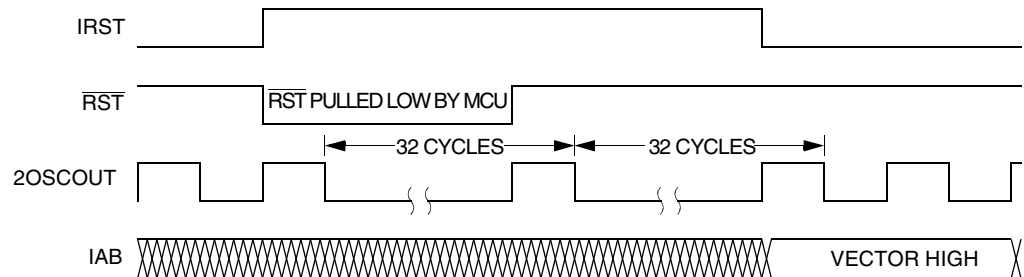 IRST
RST
RST PULLED LOW BY MCU
32 CYCLES
32 CYCLES
2OSCOUT
IAB
VECTOR HIGH